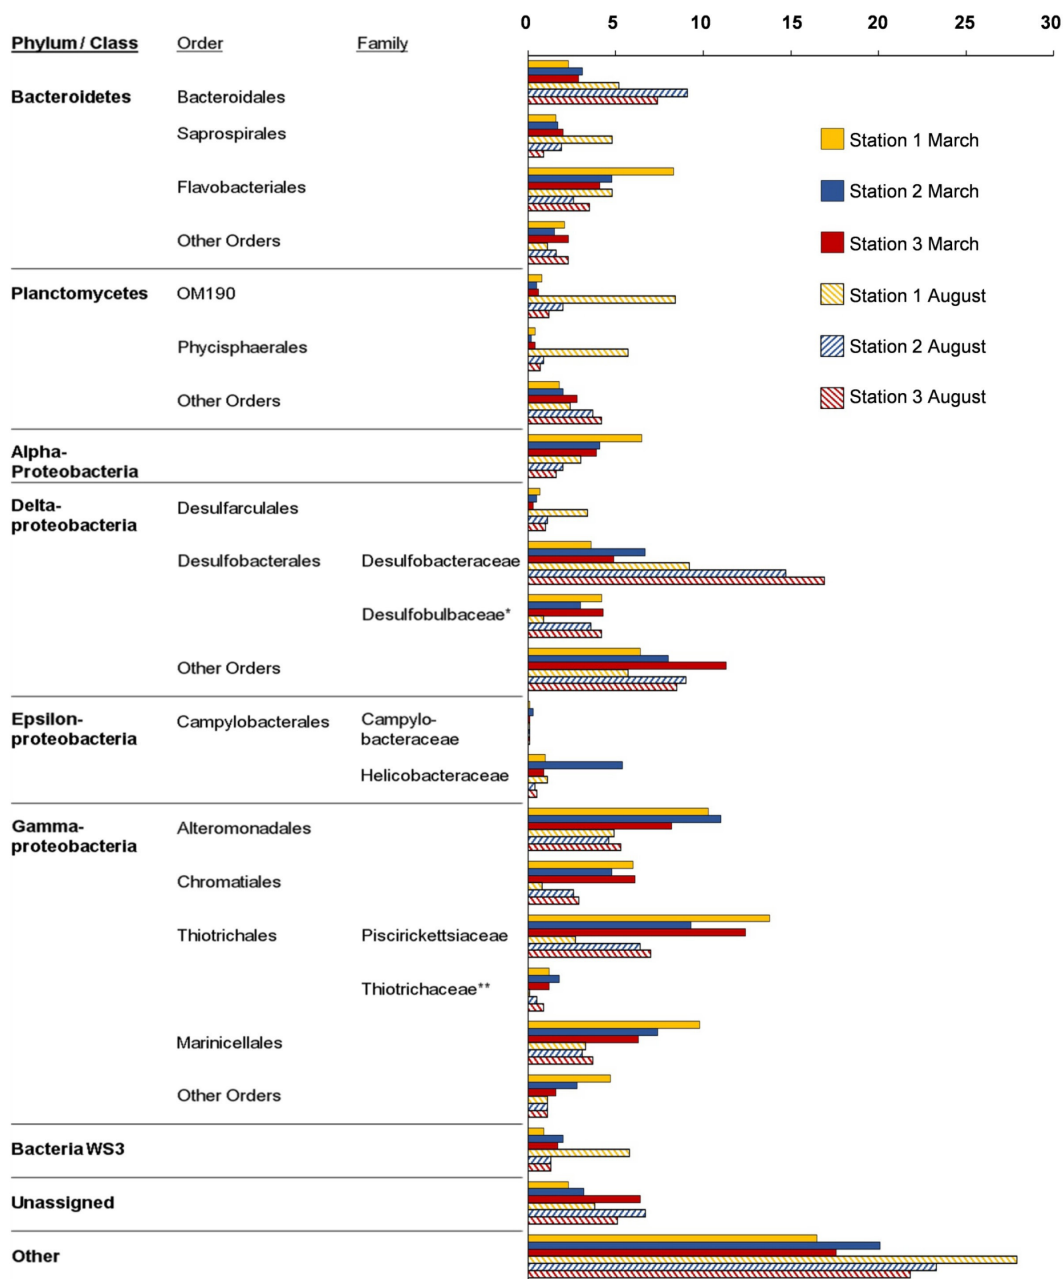 0 5 10 15 20 25 30
Phylum / Class Order Family
Bacteroidetes Bacteroidales
Saprospirales
Station 1 March
Flavobacteriales
Station 2 March
Other Orders
Station 3 March
Planctomycetes OM190
Station 1 August
Phycisphaerales
Station 2 August
Other Orders
Station 3 August
Alpha-
Proteobacteria
Delta-
proteobacteria
Desulfarculales
Desulfobacterales Desulfobacteraceae
Desulfobulbaceae*
Other Orders
Epsilon-
proteobacteria
Campylobacterales
Campylo-
bacteraceae
Helicobacteraceae
Gamma-
proteobacteria
Alteromonadales
Chromatiales
Thiotrichales Piscirickettsiaceae
Thiotrichaceae**
Marinicellales
Other Orders
Bacteria WS3
Unassigned
Other